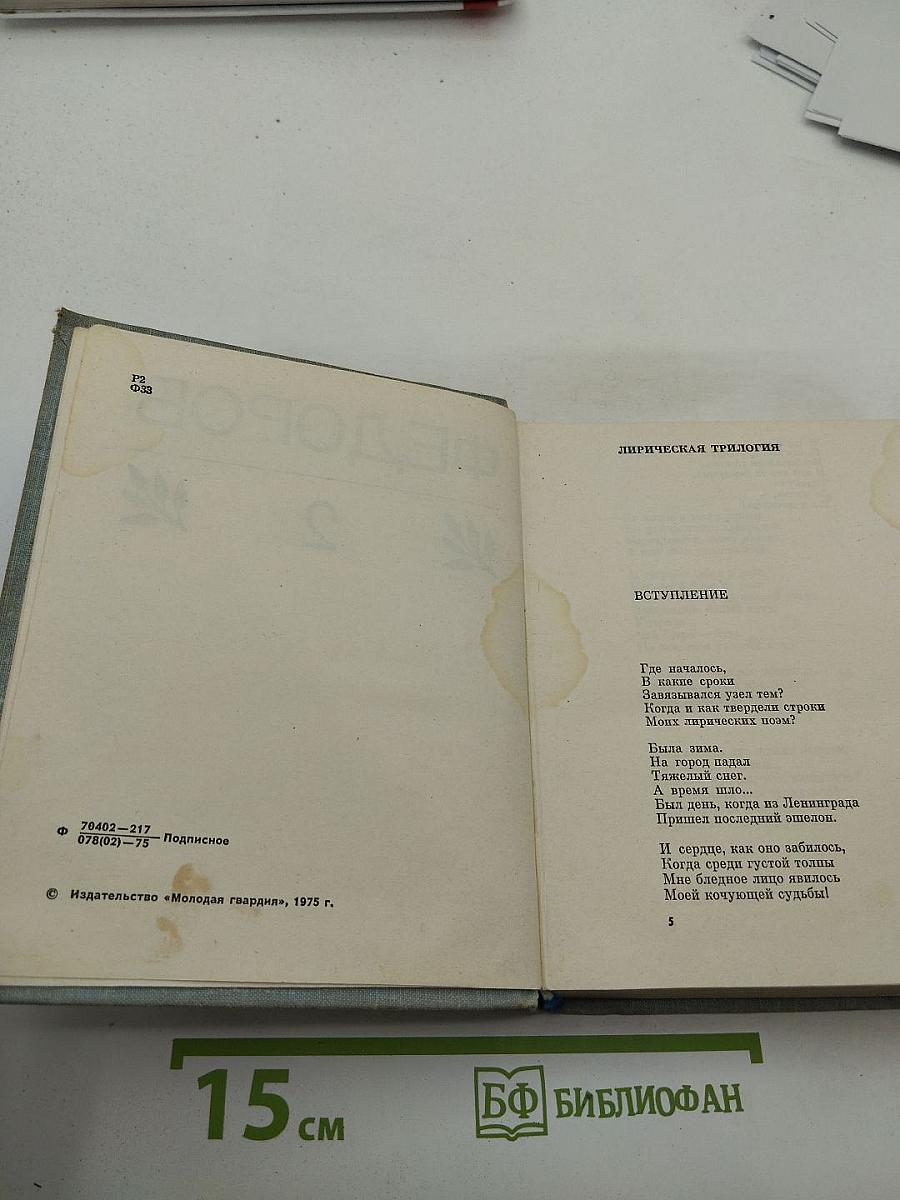 Р2
Ф33
Ф 70402—217
078(02)—75 Подписное
© Издательство «Молодая гвардия», 1975 г.
ЛИРИЧЕСКАЯ ТРИЛОГИЯ
ВСТУПЛЕНИЕ
Где началось,
В какие сроки
Завязывался узел тем?
Когда и как твердели строки
Моих лирических поэм?
Была зима.
На город падал
Тяжелый снег.
А время шло...
Был день, когда из Ленинграда
Пришел последний эшелон.
И сердце, как оно забилось,
Когда среди густой толпы
Мне бледное лицо явилось
Моей кочующей судьбы!
5
15 см
БФ БИБЛИОФАН